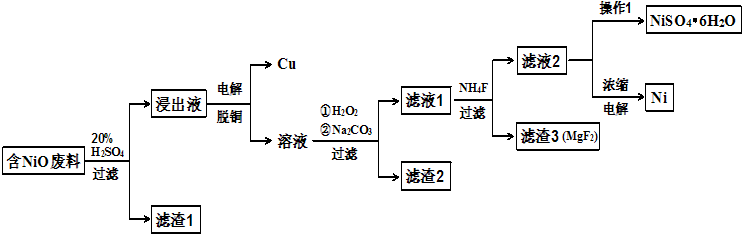 含NiO废料
20%
H2SO4
过滤
浸出液
滤渣1
电解
脱铜
Cu
溶液
①H2O2
②Na2CO3
过滤
滤液1
滤渣2
NH4F
过滤
滤液2
滤渣3 (MgF2)
操作1
NiSO4•6H2O
浓缩
电解
Ni